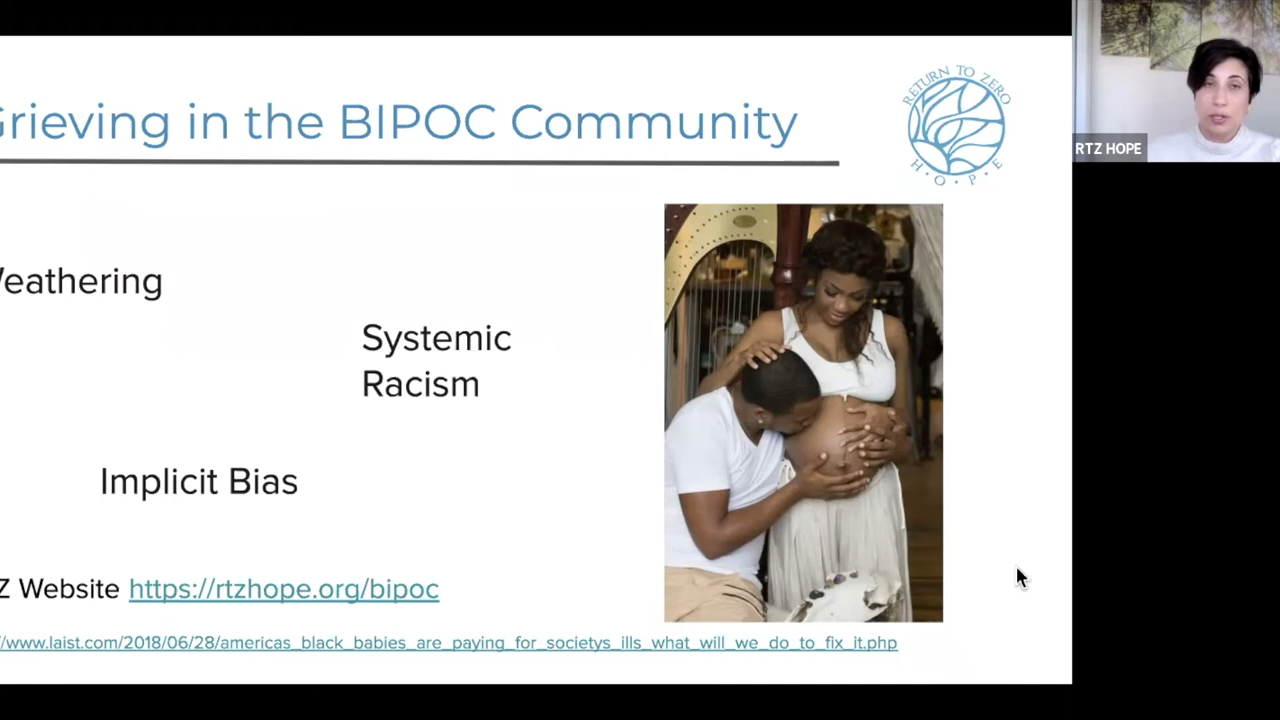 Grieving in the BIPOC Community
RETURN TO ZERO
H·O·P·E
RTZ HOPE
Weathering
Systemic
Racism
Implicit Bias
Z Website https://rtzhope.org/bipoc
/www.laist.com/2018/06/28/americas_black_babies_are_paying_for_societys_ills_what_will_we_do_to_fix_it.php